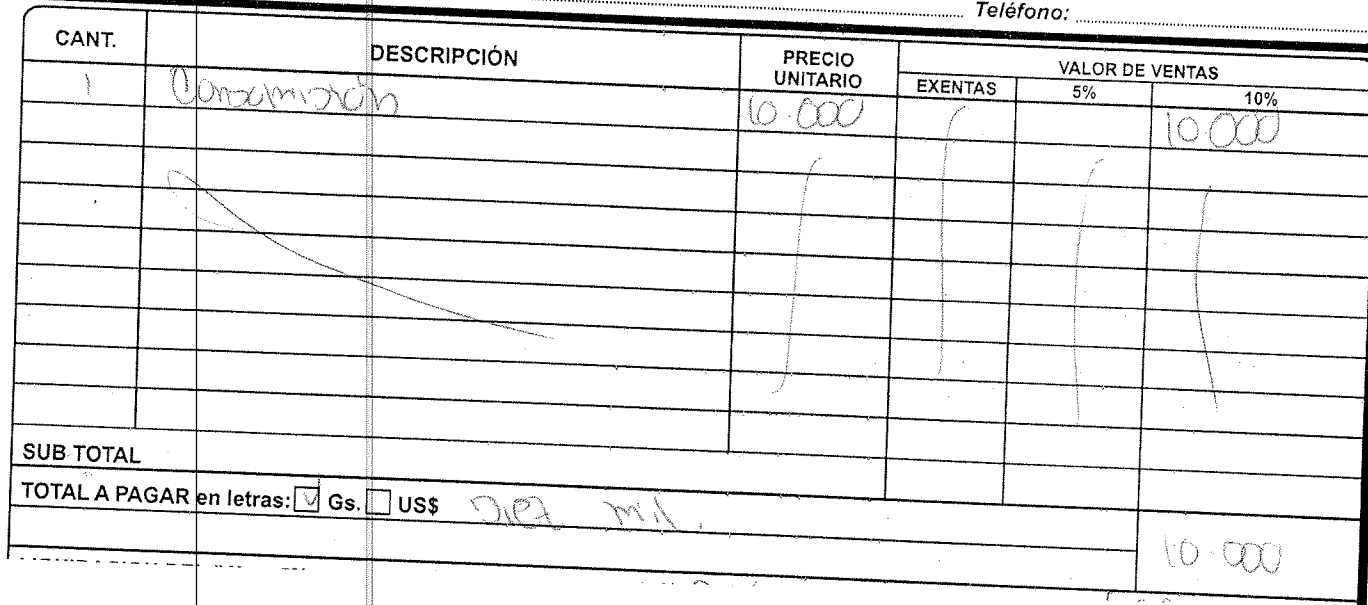 Teléfono:
CANT. DESCRIPCIÓN PRECIO UNITARIO VALOR DE VENTAS
EXENTAS 5% 10%
1 Consumición 10.000 10.000
SUB TOTAL
TOTAL A PAGAR en letras: Gs. US$ Diez mil.
10.000